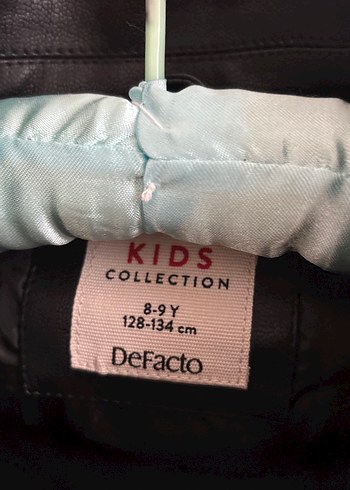 KIDS
COLLECTION
8-9 Y
128-134 cm
DeFacto